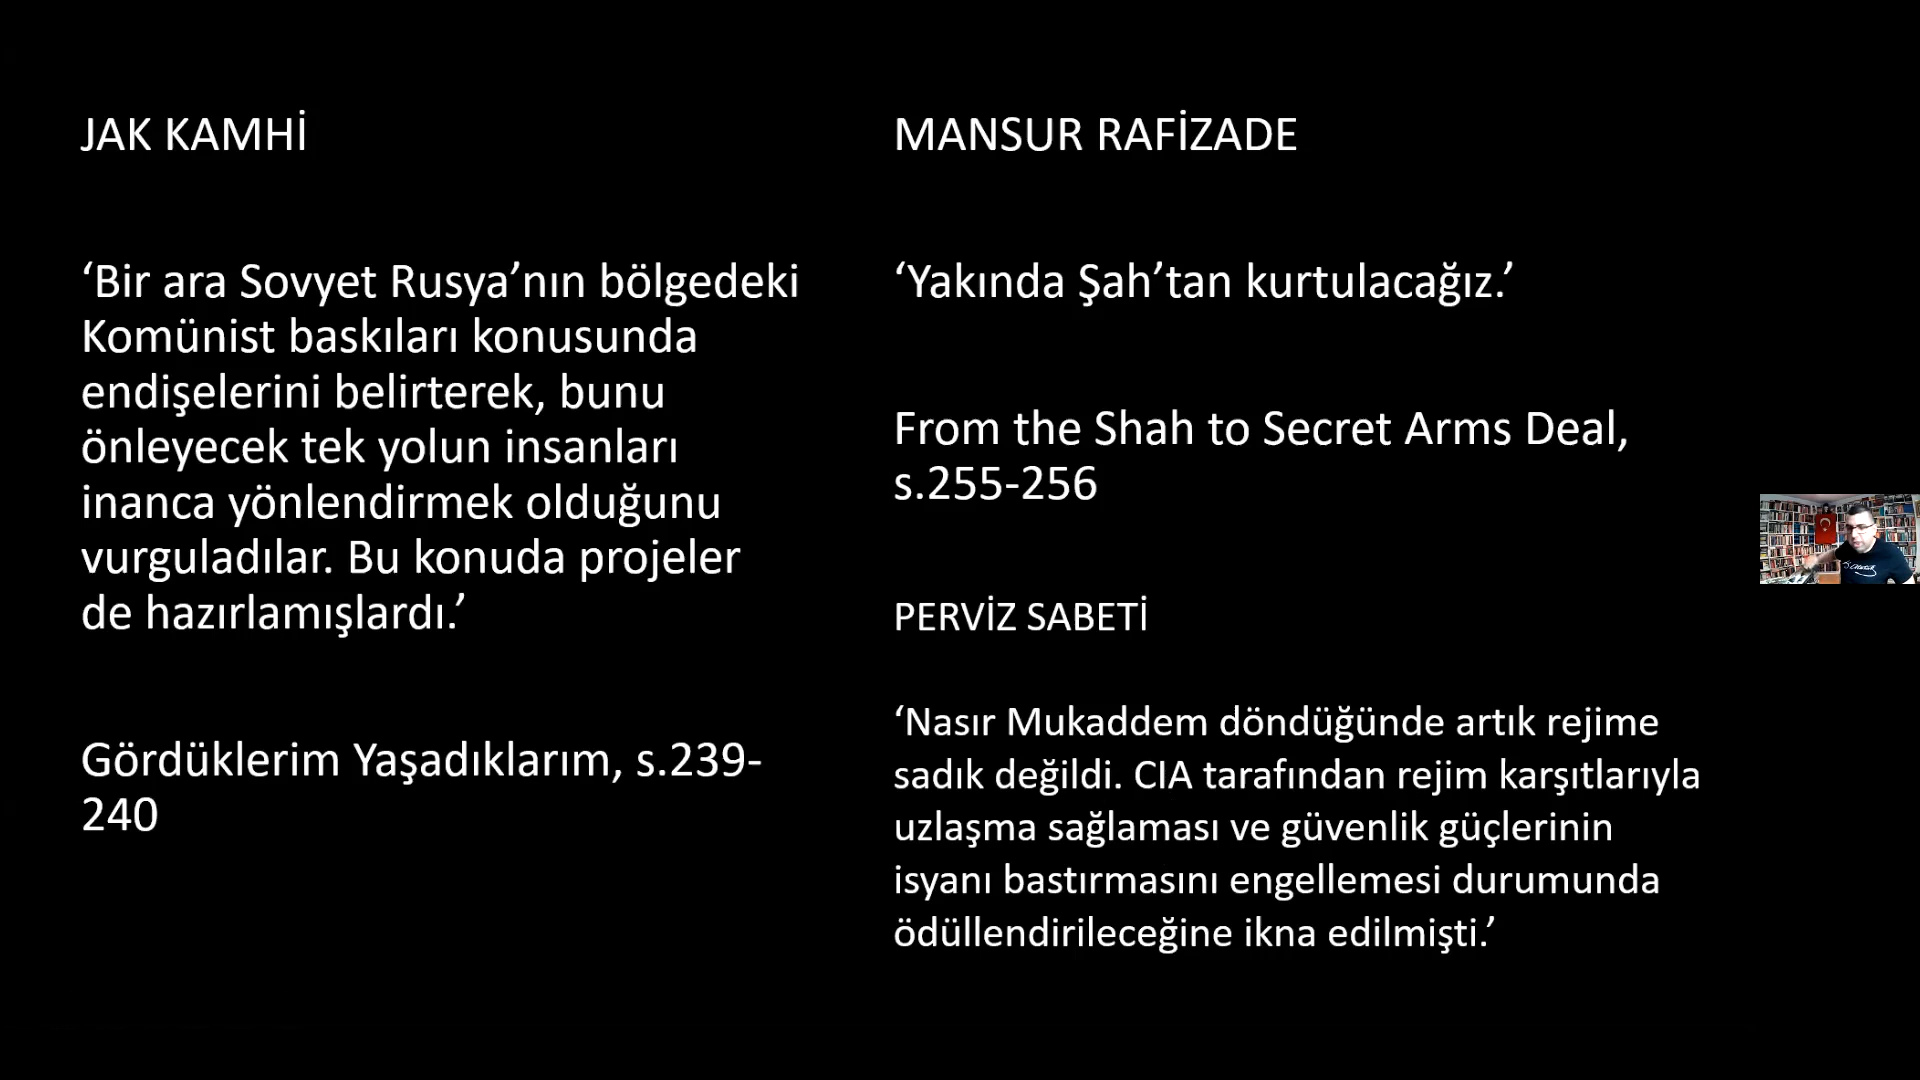 JAK KAMHİ
‘Bir ara Sovyet Rusya’nın bölgedeki
Komünist baskıları konusunda
endişelerini belirterek, bunu
önleyecek tek yolun insanları
inanca yönlendirmek olduğunu
vurguladılar. Bu konuda projeler
de hazırlamışlardı.’
Gördüklerim Yaşadıklarım, s.239-
240
MANSUR RAFİZADE
‘Yakında Şah’tan kurtulacağız.’
From the Shah to Secret Arms Deal,
s.255-256
PERVİZ SABETİ
‘Nasır Mukaddem döndüğünde artık rejime
sadık değildi. CIA tarafından rejim karşıtlarıyla
uzlaşma sağlaması ve güvenlik güçlerinin
isyanı bastırmasını engellemesi durumunda
ödüllendirileceğine ikna edilmişti.’